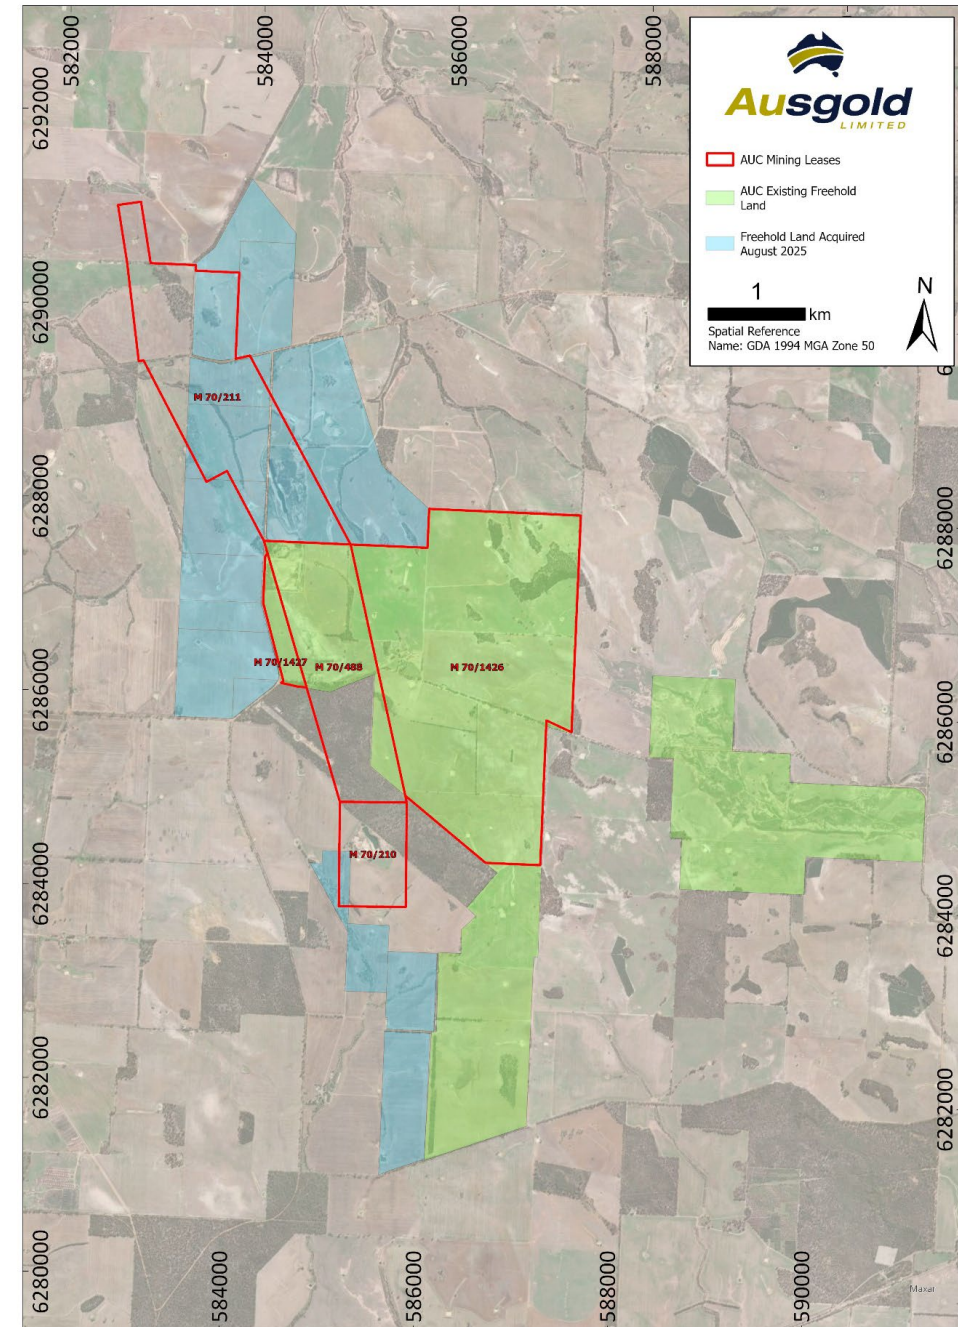 582000
584000
586000
588000
6292000
6290000
6288000
6286000
6284000
6282000
6280000
Ausgold
LIMITED
AUC Mining Leases
AUC Existing Freehold
Land
Freehold Land Acquired
August 2025
1
km
N
Spatial Reference
Name: GDA 1994 MGA Zone 50
M 70/211
M 70/1427
M 70/488
M 70/1426
M 70/210
6288000
6286000
6284000
6282000
584000
586000
588000
590000
Maxar